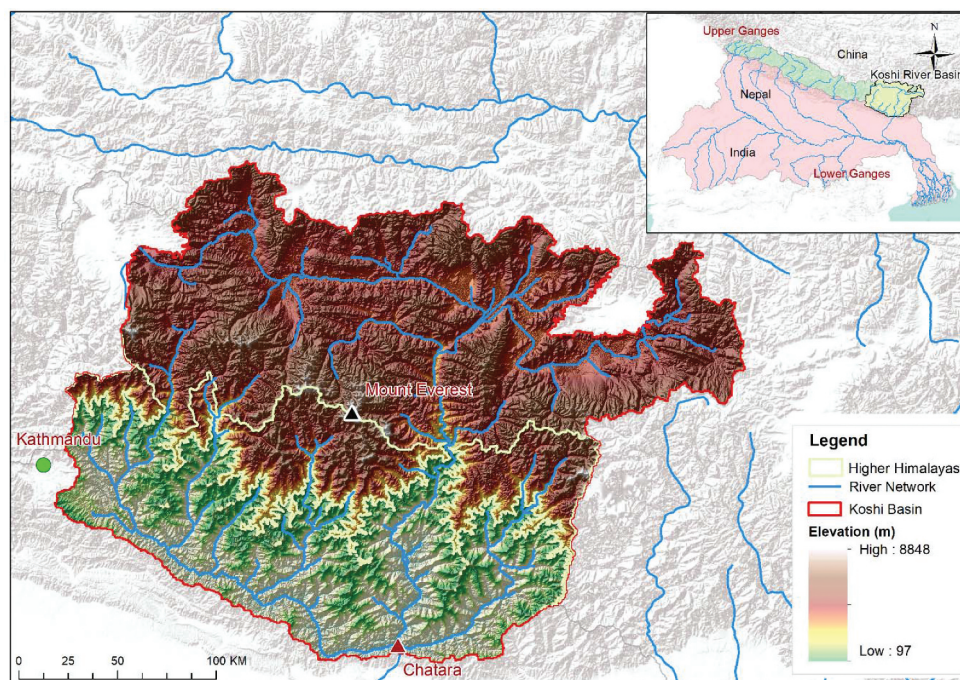 Upper Ganges
China
N
Koshi River Basin
Nepal
India
Lower Ganges
Mount Everest
Kathmandu
Chatara
Legend
Higher Himalayas
River Network
Koshi Basin
Elevation (m)
High : 8848
Low : 97
0 25 50 100 KM